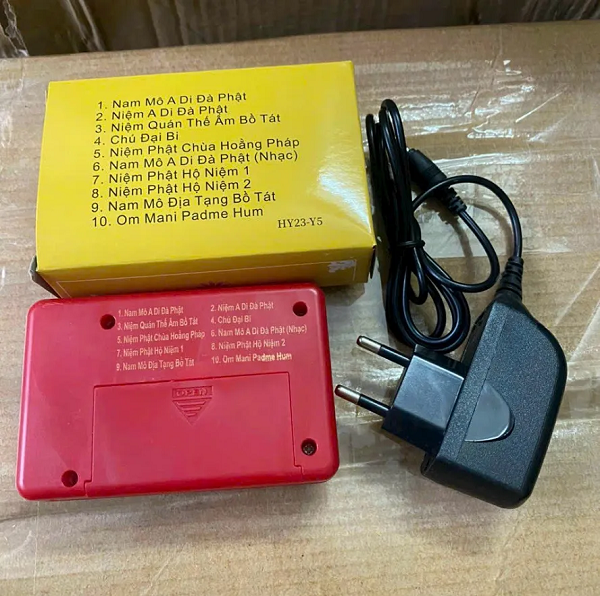 1. Nam Mô A Di Đà Phật
2. Niệm A Di Đà Phật
3. Niệm Quán Thế Âm Bồ Tát
4. Chú Đại Bi
5. Niệm Phật Chùa Hoằng Pháp
6. Nam Mô A Di Đà Phật (Nhạc)
7. Niệm Phật Hộ Niệm 1
8. Niệm Phật Hộ Niệm 2
9. Nam Mô Địa Tạng Bồ Tát
10. Om Mani Padme Hum
HY23-Y5
1. Nam Mô A Di Đà Phật 2. Niệm A Di Đà Phật
3. Niệm Quán Thế Âm Bồ Tát 4. Chú Đại Bi
5. Niệm Phật Chùa Hoằng Pháp 6. Nam Mô A Di Đà Phật (Nhạc)
7. Niệm Phật Hộ Niệm 1 8. Niệm Phật Hộ Niệm 2
9. Nam Mô Địa Tạng Bồ Tát 10. Om Mani Padme Hum